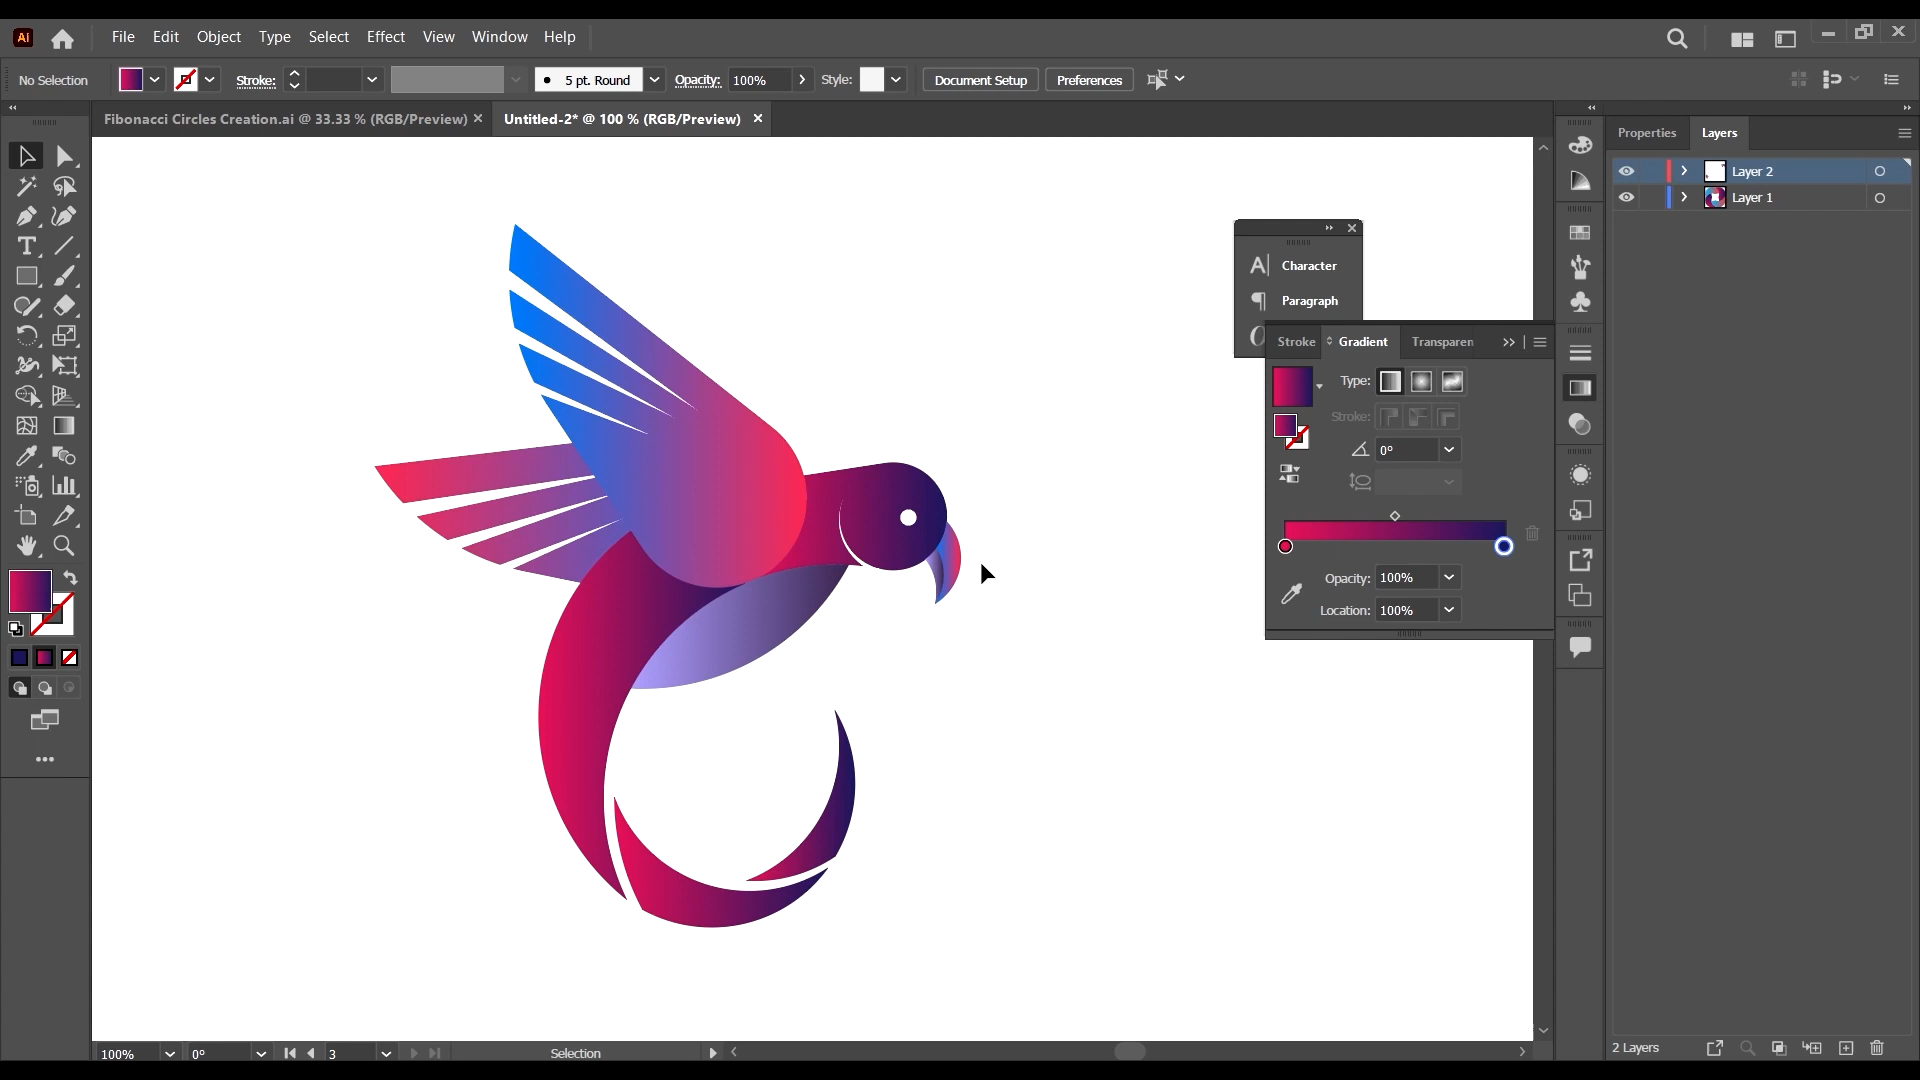 Ai File Edit Object Type Select Effect View Window Help
No Selection Stroke: 5 pt. Round Opacity: 100% Style: Document Setup Preferences
Fibonacci Circles Creation.ai @ 33.33 % (RGB/Preview) Untitled-2* @ 100 % (RGB/Preview)
Properties Layers
Layer 2
Layer 1
Character
Paragraph
Stroke Gradient Transparen
Type:
Stroke:
0°
Opacity: 100%
Location: 100%
100% 0° 3 Selection
2 Layers